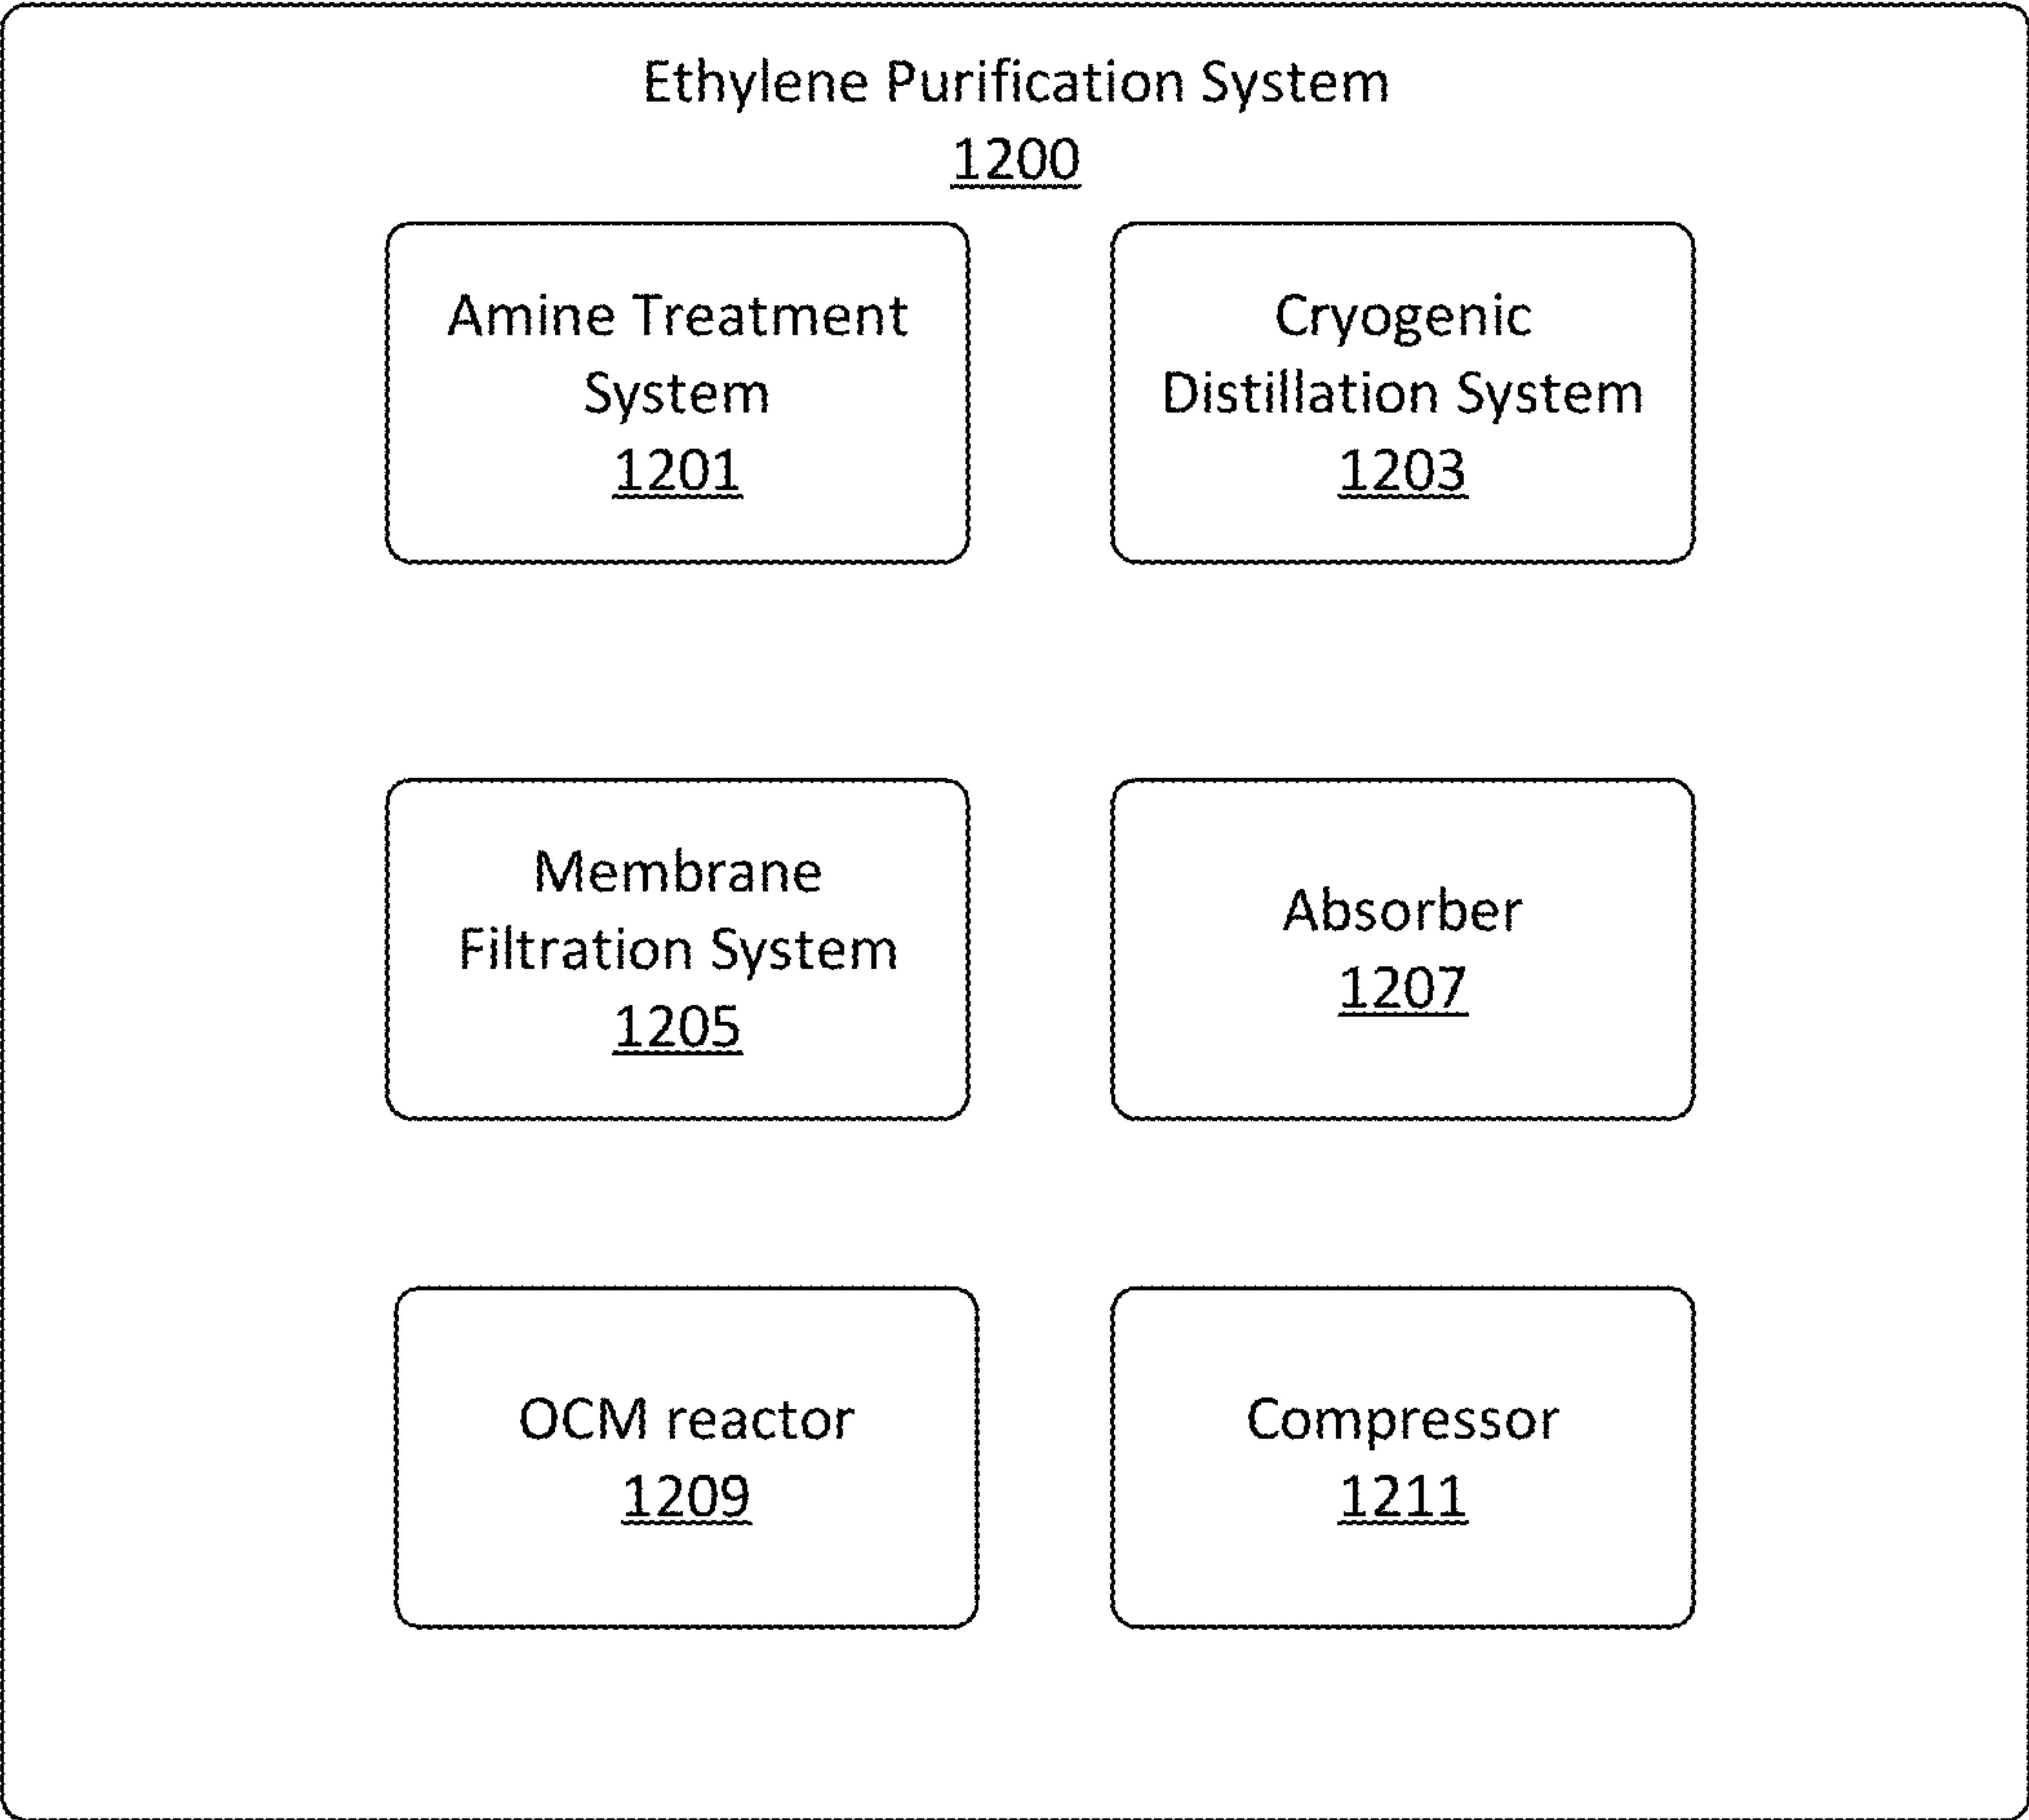 Ethylene Purification System
1200
Amine Treatment
System
1201
Cryogenic
Distillation System
1203
Membrane
Filtration System
1205
Absorber
1207
OCM reactor
1209
Compressor
1211